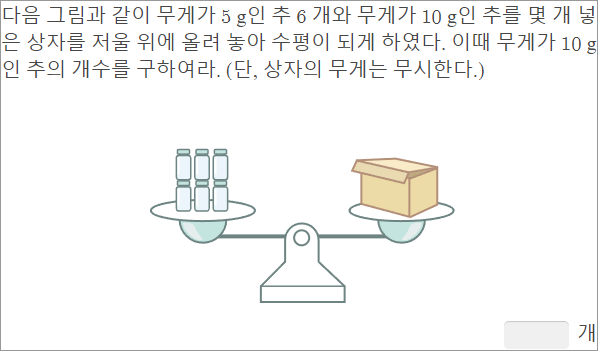 다음 그림과 같이 무게가 5 g인 추 6 개와 무게가 10 g인 추를 몇 개 넣
은 상자를 저울 위에 올려 놓아 수평이 되게 하였다. 이때 무게가 10 g
인 추의 개수를 구하여라. (단, 상자의 무게는 무시한다.)
개